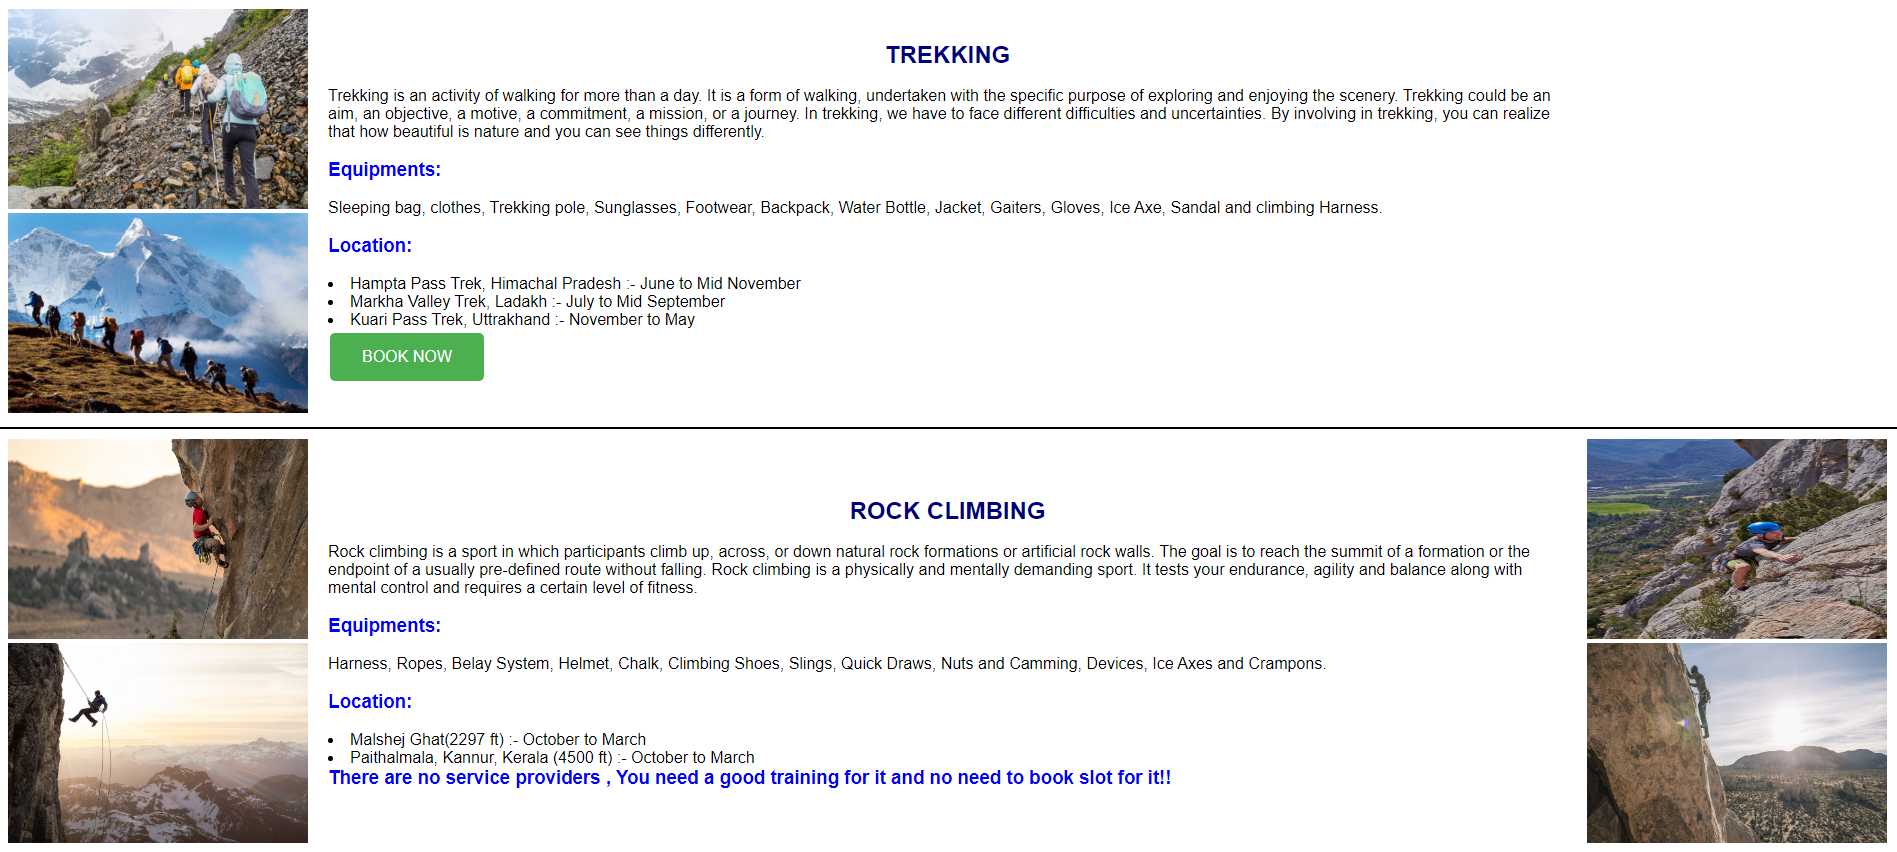 TREKKING
Trekking is an activity of walking for more than a day. It is a form of walking, undertaken with the specific purpose of exploring and enjoying the scenery. Trekking could be an
aim, an objective, a motive, a commitment, a mission, or a journey. In trekking, we have to face different difficulties and uncertainties. By involving in trekking, you can realize
that how beautiful is nature and you can see things differently.
Equipments:
Sleeping bag, clothes, Trekking pole, Sunglasses, Footwear, Backpack, Water Bottle, Jacket, Gaiters, Gloves, Ice Axe, Sandal and climbing Harness.
Location:
• Hampta Pass Trek, Himachal Pradesh :- June to Mid November
• Markha Valley Trek, Ladakh :- July to Mid September
• Kuari Pass Trek, Uttrakhand :- November to May
BOOK NOW
ROCK CLIMBING
Rock climbing is a sport in which participants climb up, across, or down natural rock formations or artificial rock walls. The goal is to reach the summit of a formation or the
endpoint of a usually pre-defined route without falling. Rock climbing is a physically and mentally demanding sport. It tests your endurance, agility and balance along with
mental control and requires a certain level of fitness.
Equipments:
Harness, Ropes, Belay System, Helmet, Chalk, Climbing Shoes, Slings, Quick Draws, Nuts and Camming, Devices, Ice Axes and Crampons.
Location:
• Malshej Ghat(2297 ft) :- October to March
• Paithalmala, Kannur, Kerala (4500 ft) :- October to March
There are no service providers , You need a good training for it and no need to book slot for it!!